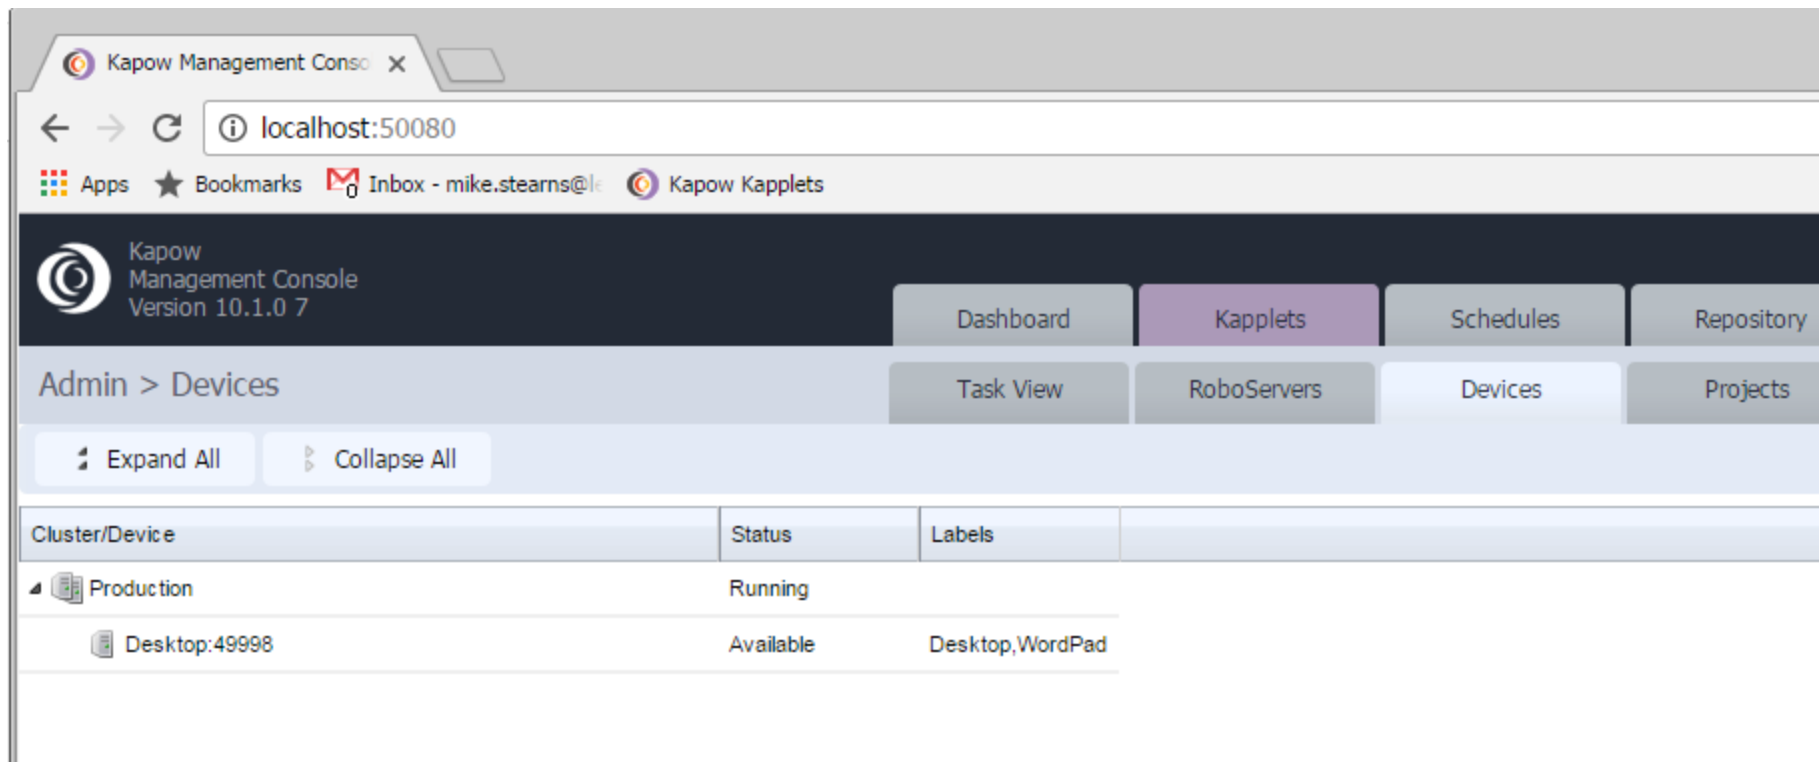 Kapow Management Conso
localhost:50080
Apps Bookmarks 0 Inbox - mike.stearns@le Kapow Kapplets
Kapow
Management Console
Version 10.1.0 7
Dashboard Kapplets Schedules Repository
Admin > Devices Task View RoboServers Devices Projects
Expand All Collapse All
Cluster/Device Status Labels
Production Running
Desktop:49998 Available Desktop,WordPad